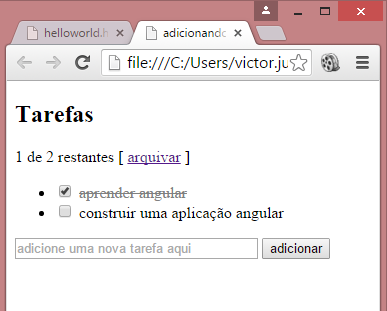 helloworld.h
adicionando
file:///C:/Users/victor.ju
Tarefas
1 de 2 restantes [ arquivar ]
aprender angular
construir uma aplicação angular
adicione uma nova tarefa aqui adicionar